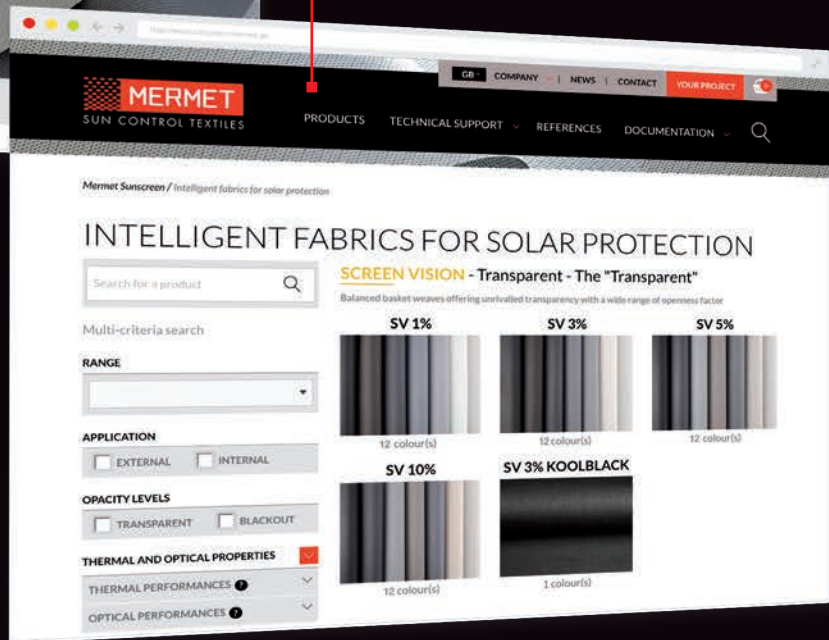 GB
COMPANY | NEWS | CONTACT
YOUR PROJECT
MERMET
SUN CONTROL TEXTILES
PRODUCTS TECHNICAL SUPPORT REFERENCES DOCUMENTATION
Mermet Sunscreen / Intelligent fabrics for solar protection
INTELLIGENT FABRICS FOR SOLAR PROTECTION
Search for a product
Multi-criteria search
RANGE
APPLICATION
EXTERNAL INTERNAL
OPACITY LEVELS
TRANSPARENT BLACKOUT
THERMAL AND OPTICAL PROPERTIES
THERMAL PERFORMANCES ?
OPTICAL PERFORMANCES ?
SCREEN VISION - Transparent - The "Transparent"
Balanced basket weaves offering unrivalled transparency with a wide range of openness factor
SV 1% SV 3% SV 5%
12 colour(s) 12 colour(s) 12 colour(s)
SV 10% SV 3% KOOLBLACK
12 colour(s) 1 colour(s)